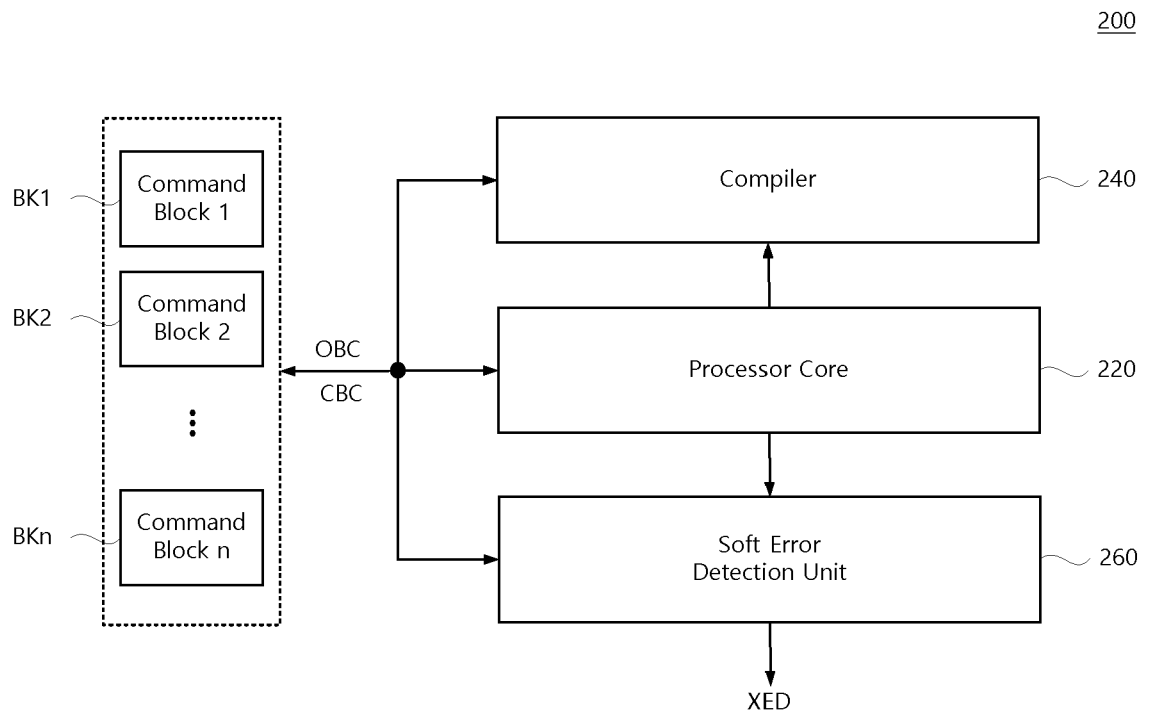 200
BK1
Command
Block 1
BK2
Command
Block 2
BKn
Command
Block n
OBC
CBC
Compiler
240
Processor Core
220
Soft Error
Detection Unit
260
XED